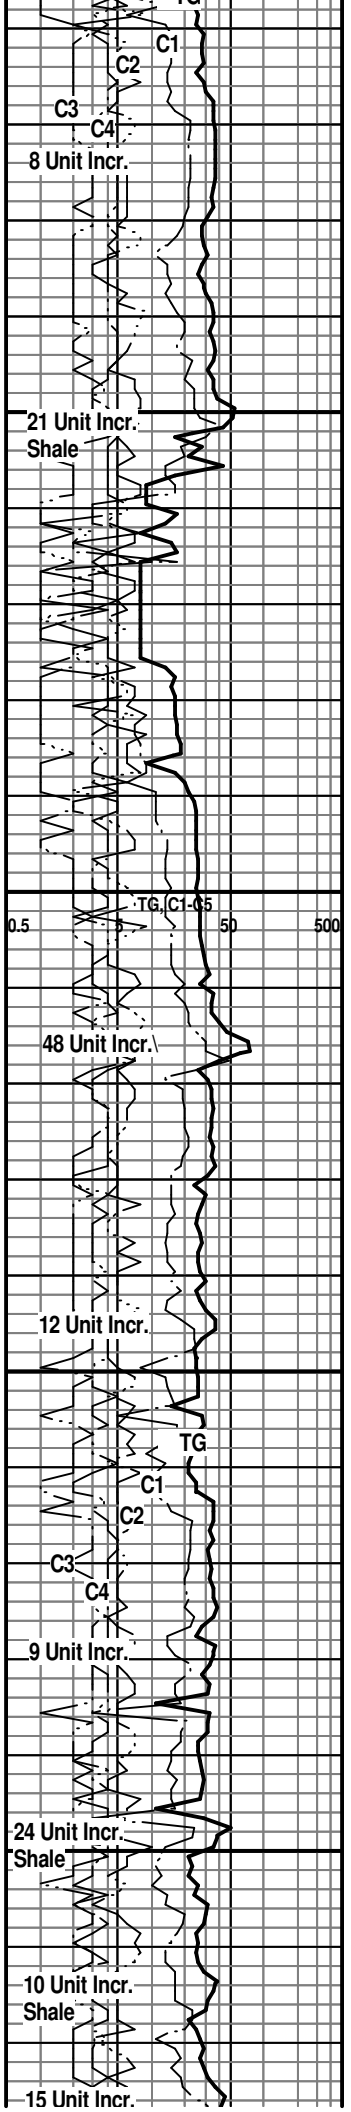 TG
C1
C2
C3
C4
8 Unit Incr.
21 Unit Incr.
Shale
TG, C1-C5
0.5 5 50 500
48 Unit Incr.\
12 Unit Incr.
TG
C1
C2
C3
C4
9 Unit Incr.
24 Unit Incr.
Shale
10 Unit Incr.
Shale
15 Unit Incr.